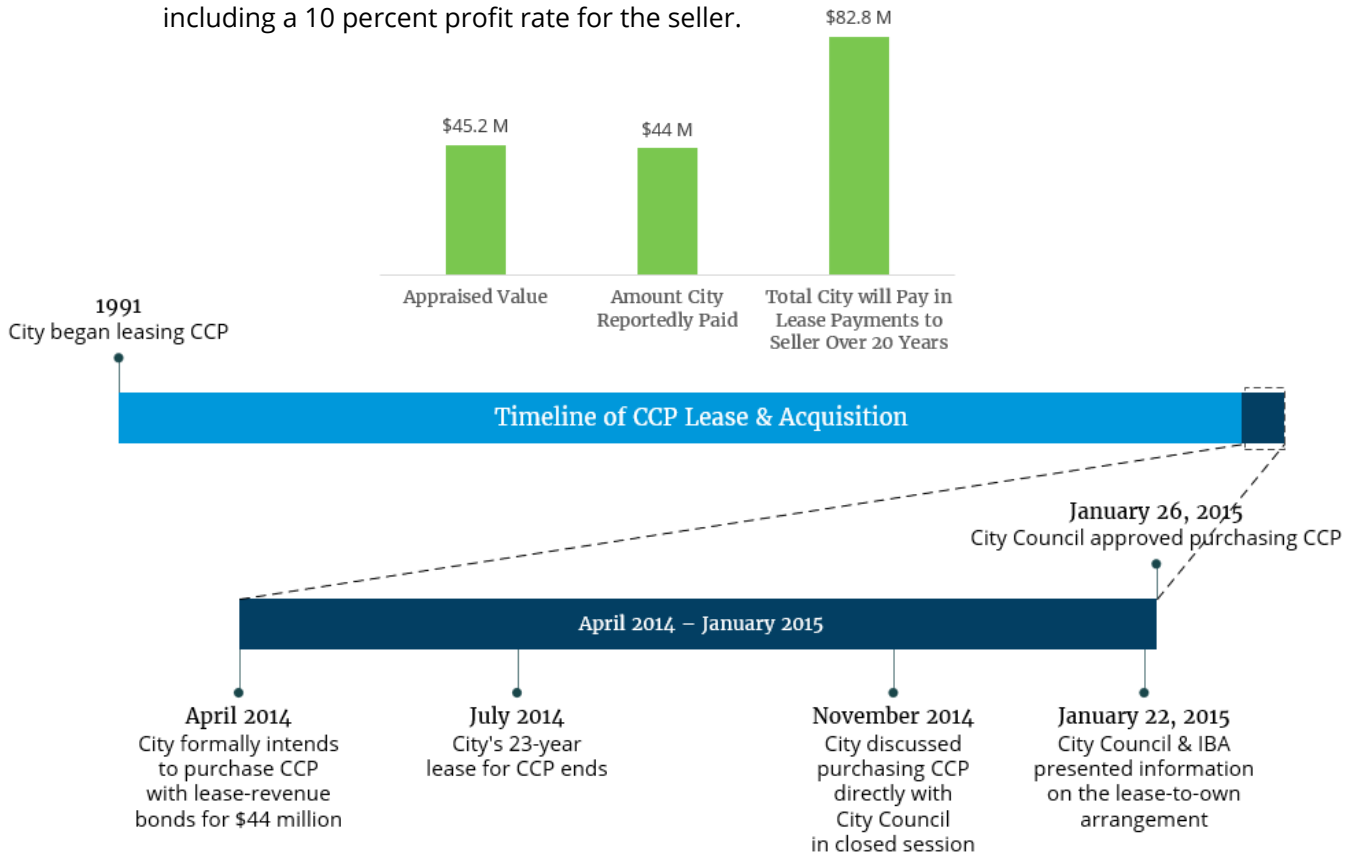 including a 10 percent profit rate for the seller.
$82.8 M
$45.2 M
$44 M
Appraised Value
Amount City
Reportedly Paid
Total City will Pay in
Lease Payments to
Seller Over 20 Years
1991
City began leasing CCP
Timeline of CCP Lease & Acquisition
January 26, 2015
City Council approved purchasing CCP
April 2014 – January 2015
April 2014
City formally intends
to purchase CCP
with lease-revenue
bonds for $44 million
July 2014
City's 23-year
lease for CCP ends
November 2014
City discussed
purchasing CCP
directly with
City Council
in closed session
January 22, 2015
City Council & IBA
presented information
on the lease-to-own
arrangement